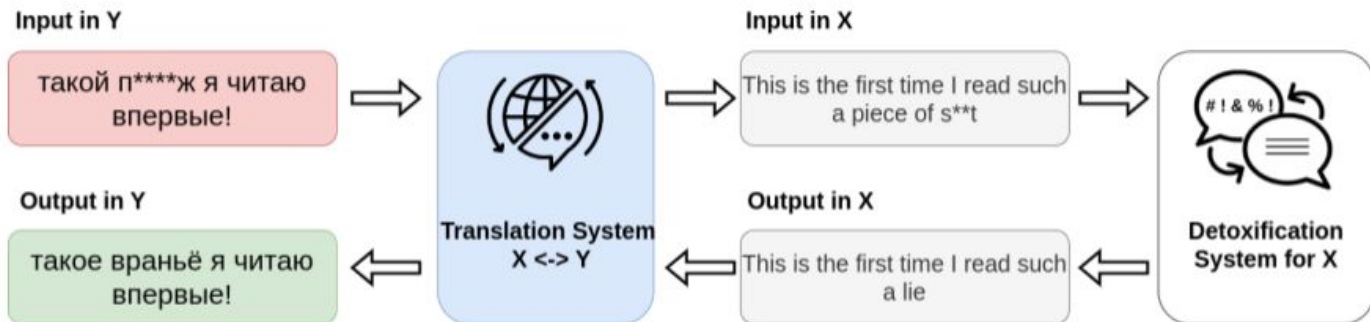 Input in Y
такой п****ж я читаю
впервые!
Input in X
This is the first time I read such
a piece of s**t
# ! & % !
Translation System
X <-> Y
Detoxification
System for X
Output in Y
такое враньё я читаю
впервые!
Output in X
This is the first time I read such
a lie